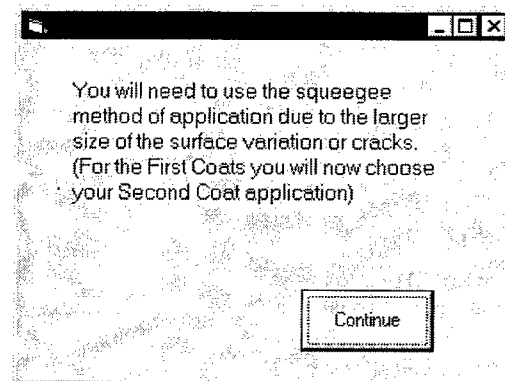 You will need to use the squeegee
method of application due to the larger
size of the surface variation or cracks.
(For the First Coats you will now choose
your Second Coat application)
Continue